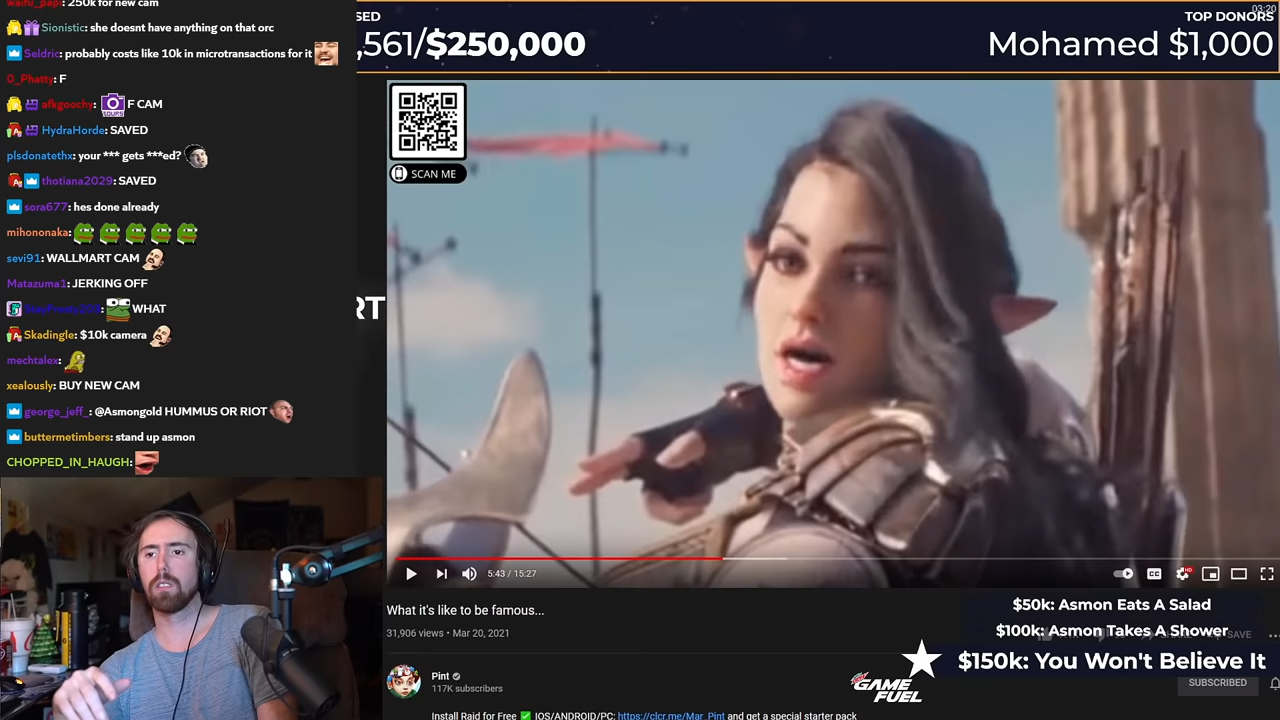 waifu_papi: 250k for new cam
Sionistic: she doesnt have anything on that orc
Seldric: probably costs like 10k in microtransactions for it
0_Phatty: F
afkgoochy: F CAM
HydraHorde: SAVED
plsdonatethx: your *** gets ***ed?
thotiana2029: SAVED
sora677: hes done already
mihononaka:
sevi91: WALLMART CAM
Matazuma1: JERKING OFF
WHAT
Skadingle: $10k camera
mechtalex:
xealously: BUY NEW CAM
george_jeff_: @Asmongold HUMMUS OR RIOT
buttermetimbers: stand up asmon
CHOPPED_IN_HAUGH:
SED
,561/$250,000
03:20
TOP DONORS
Mohamed $1,000
SCAN ME
RT
5:43 / 15:27
CC
HD
What it's like to be famous...
31,906 views • Mar 20, 2021
SAVE
$50k: Asmon Eats A Salad
$100k: Asmon Takes A Shower
$150k: You Won't Believe It
GAME
FUEL
Pint
117K subscribers
SUBSCRIBED
Install Raid for Free ✅ IOS/ANDROID/PC: https://clcr.me/Mar_Pint and get a special starter pack